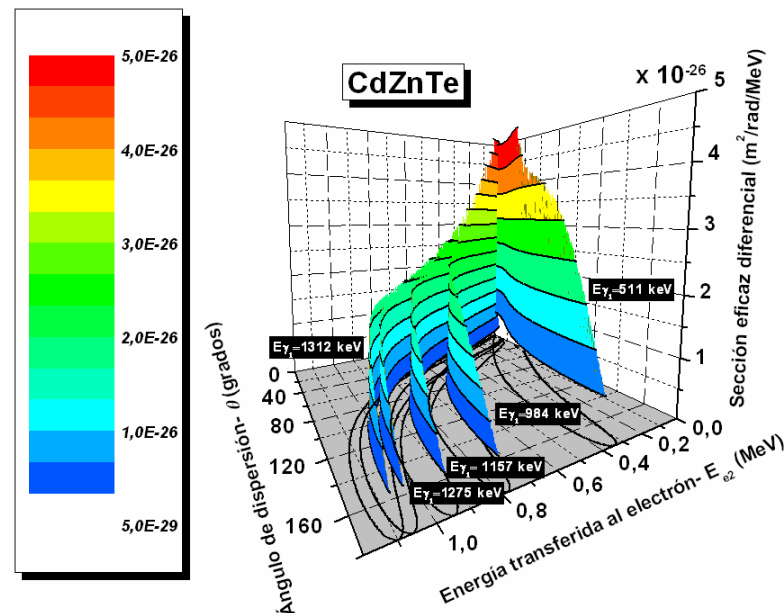 5,0E-26
4,0E-26
3,0E-26
2,0E-26
1,0E-26
5,0E-29
CdZnTe
X 10⁻²⁶
5
4
3
2
1
0,0
Sección eficaz diferencial (m²/rad/MeV)
Eγ₁=511 keV
Eγ₁=1312 keV
Eγ₁=984 keV
Eγ₁=1157 keV
Eγ₁=1275 keV
0
40
80
120
160
Ángulo de dispersión- θ (grados)
1,0
0,8
0,6
0,4
0,2
0,0
Energia transferida al electrón- E e2 (MeV)